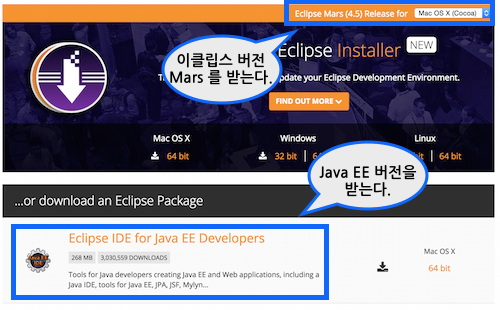 Eclipse Mars (4.5) Release for Mac OS X (Cocoa)
이클립스 버전
Mars 를 받는다.
Eclipse Installer NEW
update your Eclipse Development Environment.
FIND OUT MORE
Mac OS X Windows Linux
64 bit 32 bit 64 bit
Java EE 버전을
받는다.
...or download an Eclipse Package
Eclipse IDE for Java EE Developers
268 MB 3,030,559 DOWNLOADS
Tools for Java developers creating Java EE and Web applications, including a
Java IDE, tools for Java EE, JPA, JSF, Mylyn...
JAVA EE
IDE
Mac OS X
64 bit